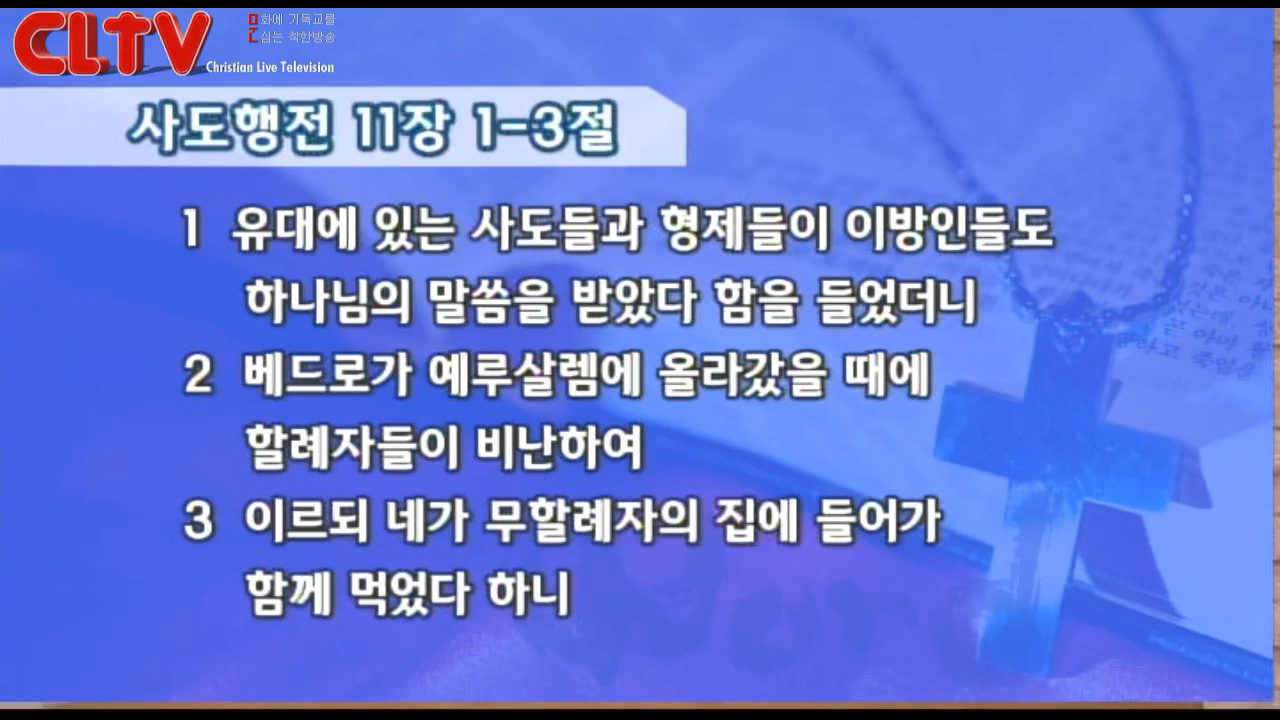 CLTV
문화에 기독교를
심는 착한방송
Christian Live Television
사도행전 11장 1-3절
1 유대에 있는 사도들과 형제들이 이방인들도
하나님의 말씀을 받았다 함을 들었더니
2 베드로가 예루살렘에 올라갔을 때에
할례자들이 비난하여
3 이르되 네가 무할례자의 집에 들어가
함께 먹었다 하니